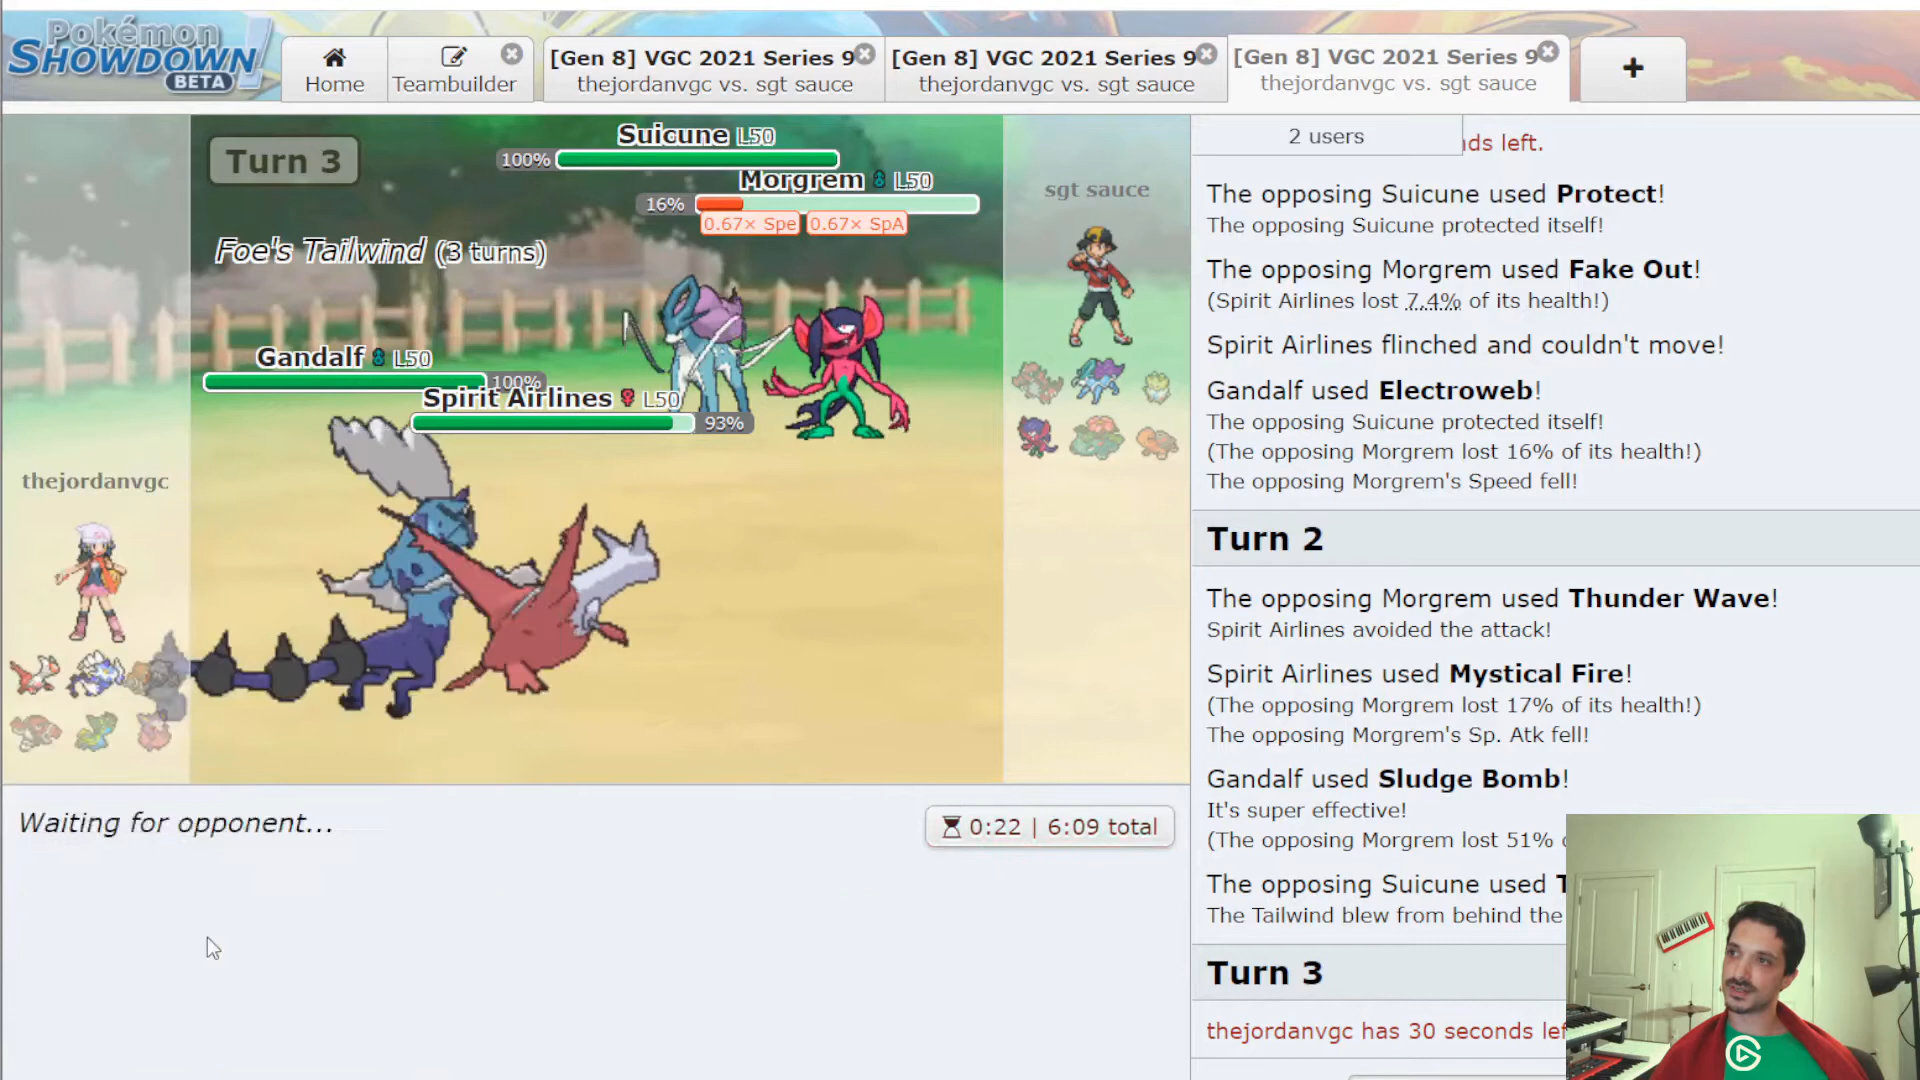 Pokémon
SHOWDOWN!
BETA
Home
Teambuilder
[Gen 8] VGC 2021 Series 9
thejordanvgc vs. sgt sauce
[Gen 8] VGC 2021 Series 9
thejordanvgc vs. sgt sauce
[Gen 8] VGC 2021 Series 9
thejordanvgc vs. sgt sauce
+
Turn 3
Suicune L50
100%
Morgrem L50
16%
0.67× Spe 0.67× SpA
Foe's Tailwind (3 turns)
Gandalf L50
100%
Spirit Airlines L50
93%
thejordanvgc
sgt sauce
Waiting for opponent...
0:22 | 6:09 total
2 users
nds left.
The opposing Suicune used Protect!
The opposing Suicune protected itself!
The opposing Morgrem used Fake Out!
(Spirit Airlines lost 7.4% of its health!)
Spirit Airlines flinched and couldn't move!
Gandalf used Electroweb!
The opposing Suicune protected itself!
(The opposing Morgrem lost 16% of its health!)
The opposing Morgrem's Speed fell!
Turn 2
The opposing Morgrem used Thunder Wave!
Spirit Airlines avoided the attack!
Spirit Airlines used Mystical Fire!
(The opposing Morgrem lost 17% of its health!)
The opposing Morgrem's Sp. Atk fell!
Gandalf used Sludge Bomb!
It's super effective!
(The opposing Morgrem lost 51%
The opposing Suicune used
The Tailwind blew from behind the
Turn 3
thejordanvgc has 30 seconds